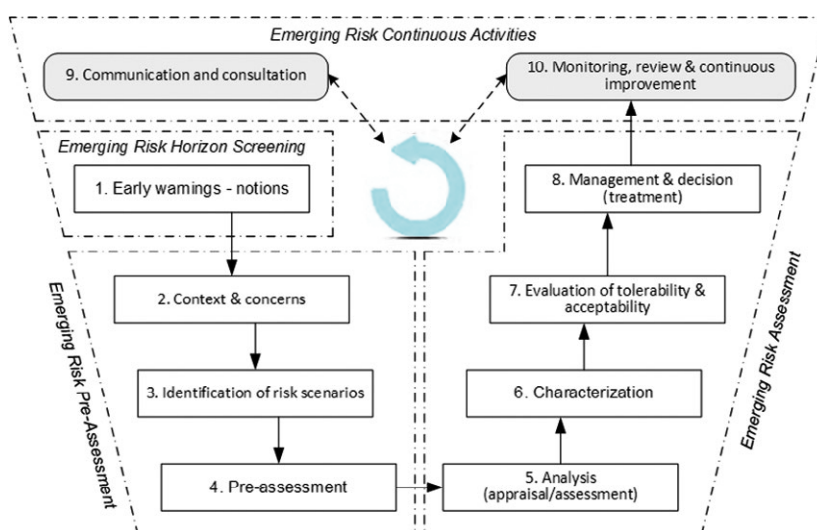 Emerging Risk Continuous Activities
9. Communication and consultation
10. Monitoring, review & continuous
improvement
Emerging Risk Horizon Screening
1. Early warnings - notions
8. Management & decision
(treatment)
Emerging Risk Pre-Assessment
2. Context & concerns
7. Evaluation of tolerability &
acceptability
Emerging Risk Assessment
3. Identification of risk scenarios
6. Characterization
4. Pre-assessment
5. Analysis
(appraisal/assessment)